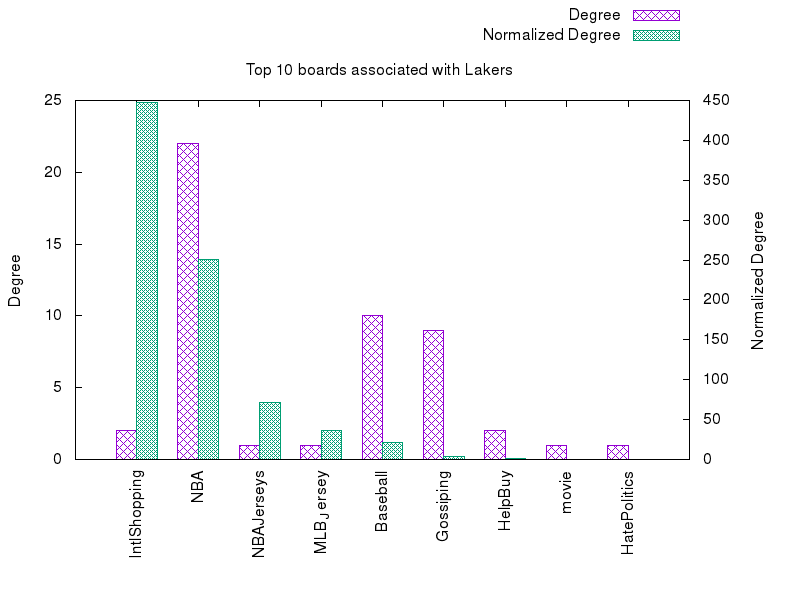 Degree
Normalized Degree
Top 10 boards associated with Lakers
25
20
15
10
5
0
450
400
350
300
250
200
150
100
50
0
Degree
Normalized Degree
IntlShopping
NBA
NBAJerseys
MLBJersey
Baseball
Gossiping
HelpBuy
movie
HatePolitics